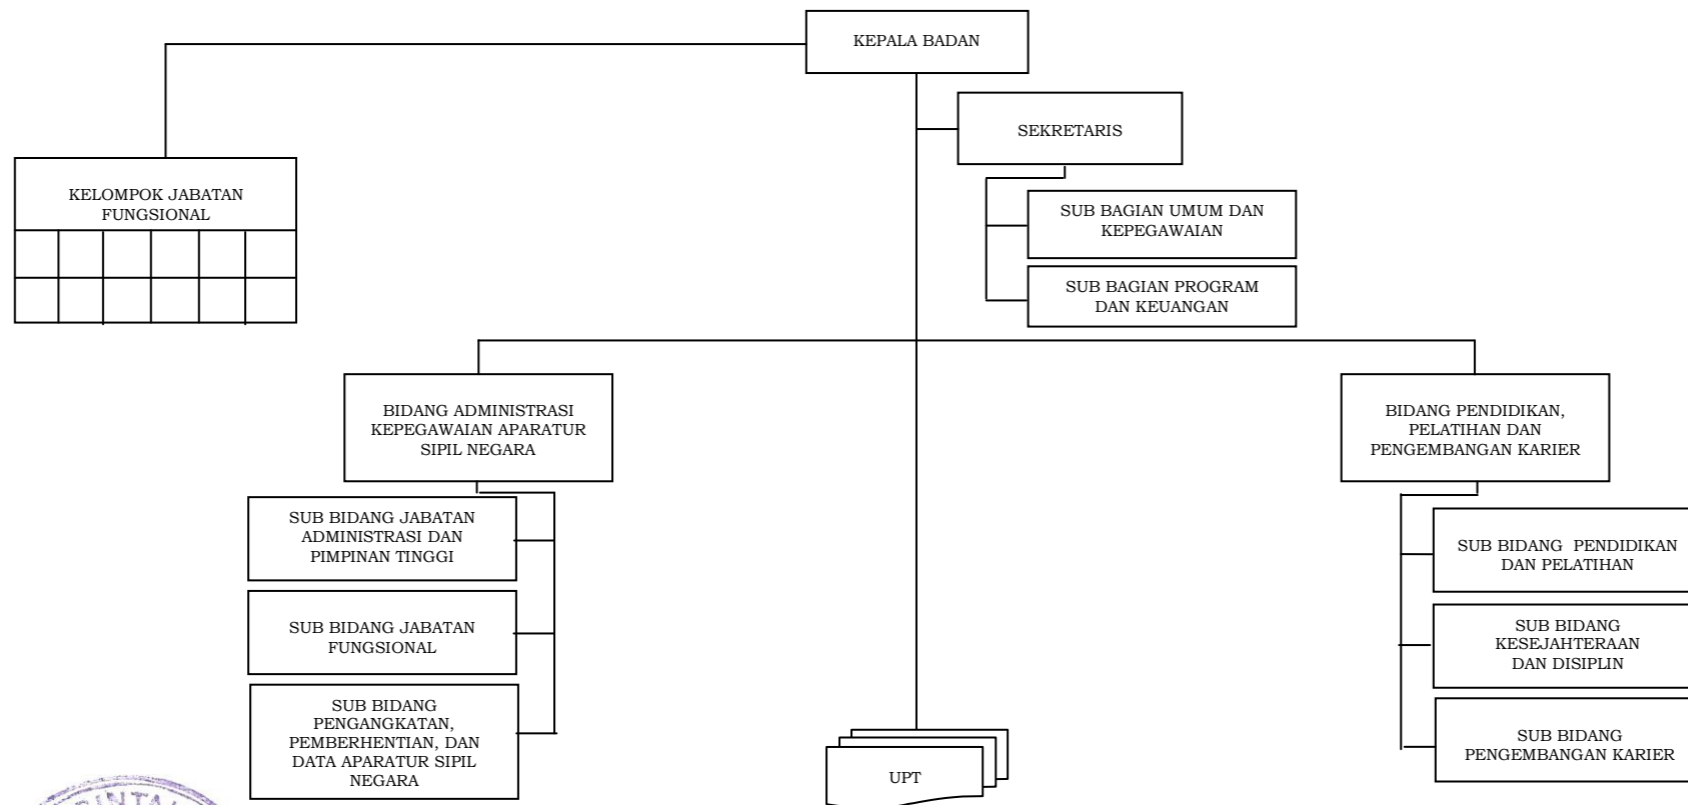 KEPALA BADAN
SEKRETARIS
KELOMPOK JABATAN
FUNGSIONAL
SUB BAGIAN UMUM DAN
KEPEGAWAIAN
SUB BAGIAN PROGRAM
DAN KEUANGAN
BIDANG ADMINISTRASI
KEPEGAWAIAN APARATUR
SIPIL NEGARA
SUB BIDANG JABATAN
ADMINISTRASI DAN
PIMPINAN TINGGI
SUB BIDANG JABATAN
FUNGSIONAL
SUB BIDANG
PENGANGKATAN,
PEMBERHENTIAN, DAN
DATA APARATUR SIPIL
NEGARA
UPT
BIDANG PENDIDIKAN,
PELATIHAN DAN
PENGEMBANGAN KARIER
SUB BIDANG  PENDIDIKAN
DAN PELATIHAN
SUB BIDANG
KESEJAHTERAAN
DAN DISIPLIN
SUB BIDANG
PENGEMBANGAN KARIER